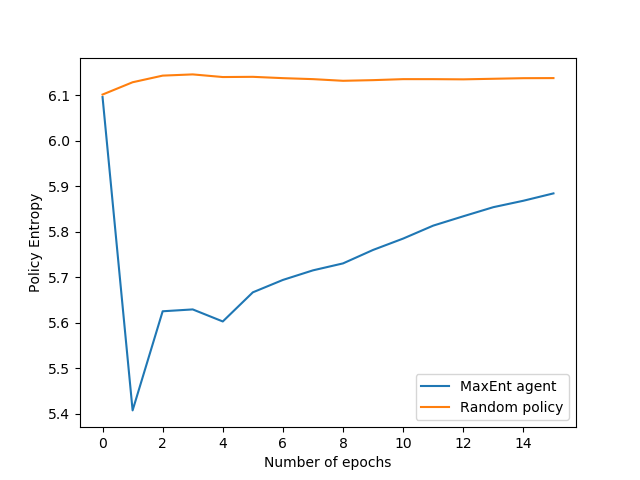 6.1
6.0
5.9
5.8
5.7
5.6
5.5
5.4
Policy Entropy
0 2 4 6 8 10 12 14
Number of epochs
MaxEnt agent
Random policy